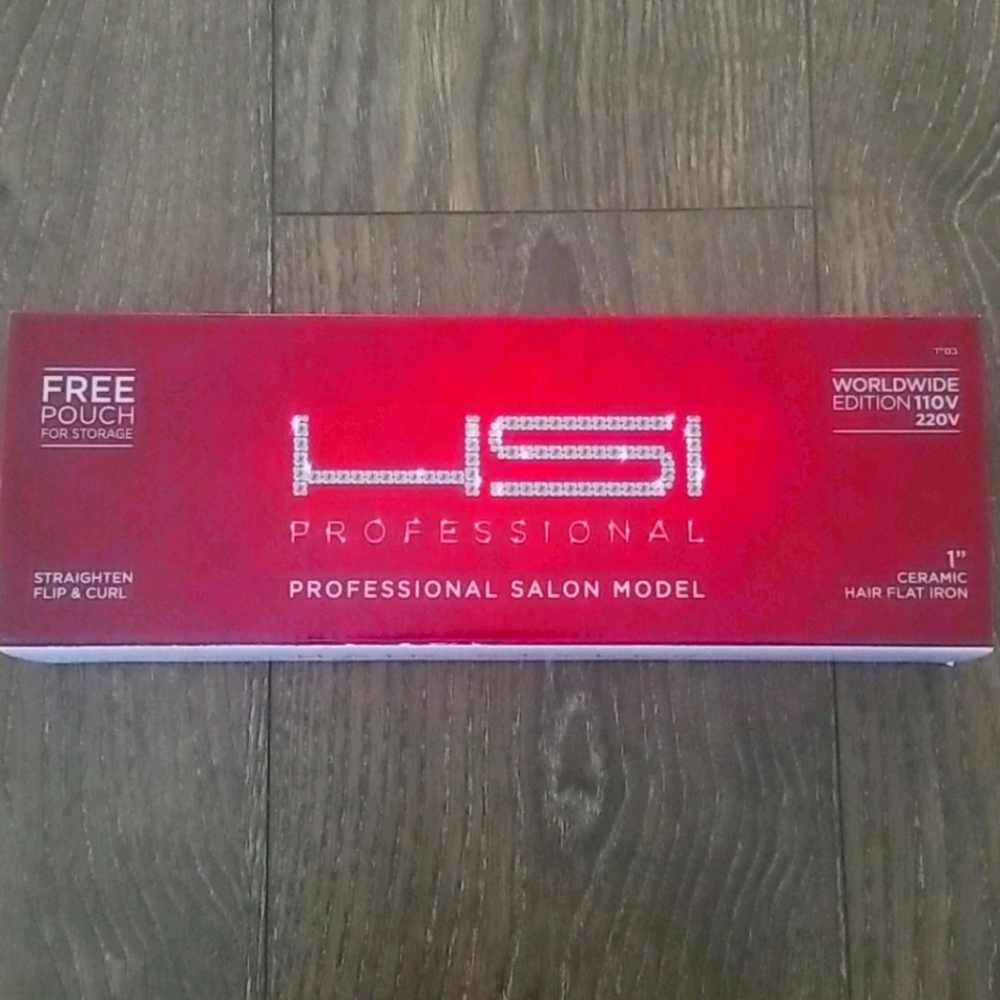 FREE
POUCH
FOR STORAGE
בס"ד
WORLDWIDE
EDITION 110V
220V
HSI
PROFESSIONAL
PROFESSIONAL SALON MODEL
STRAIGHTEN
FLIP & CURL
1”
CERAMIC
HAIR FLAT IRON